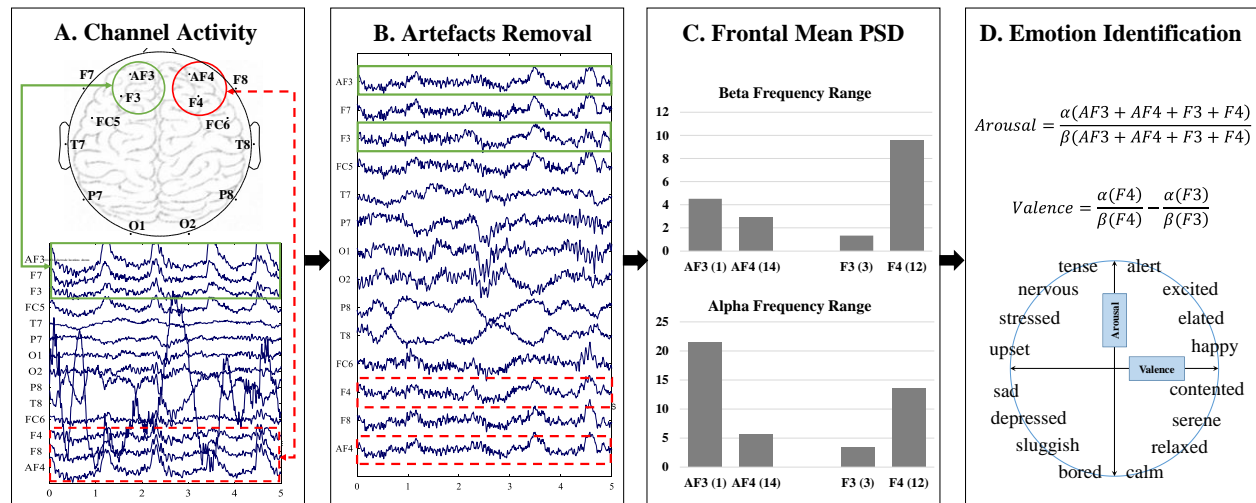 A. Channel Activity
F7
AF3
AF4
F8
F3
F4
FC5
FC6
T7
T8
P7
P8
O1
O2
AF3
F7
F3
FC5
T7
P7
O1
O2
P8
T8
FC6
F4
F8
AF4
0 1 2 3 4 5
B. Artefacts Removal
AF3
F7
F3
FC5
T7
P7
O1
O2
P8
T8
FC6
F4
F8
AF4
6
0 1 2 3 4 5
C. Frontal Mean PSD
Beta Frequency Range
12
10
8
6
4
2
0
AF3 (1) AF4 (14) F3 (3) F4 (12)
Alpha Frequency Range
25
20
15
10
5
0
AF3 (1) AF4 (14) F3 (3) F4 (12)
D. Emotion Identification
Arousal = α(AF3 + AF4 + F3 + F4) / β(AF3 + AF4 + F3 + F4)
Valence = α(F4) / β(F4) − α(F3) / β(F3)
tense alert
nervous excited
stressed elated
upset happy
Arousal
Valence
sad contented
depressed serene
sluggish relaxed
bored calm